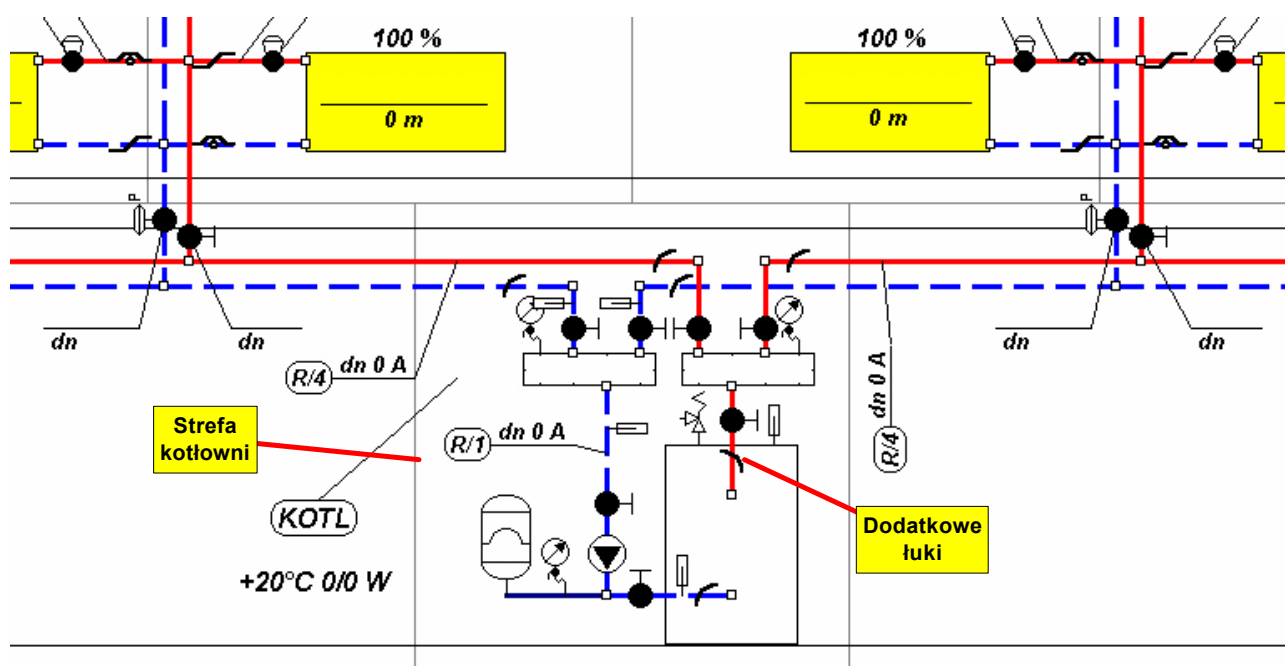 100 %
100 %
0 m
0 m
P
P
dn
dn
dn
dn
R/4
dn 0 A
dn 0 A
R/4
Strefa
kotłowni
R/1
dn 0 A
KOTL
Dodatkowe
łuki
+20°C 0/0 W